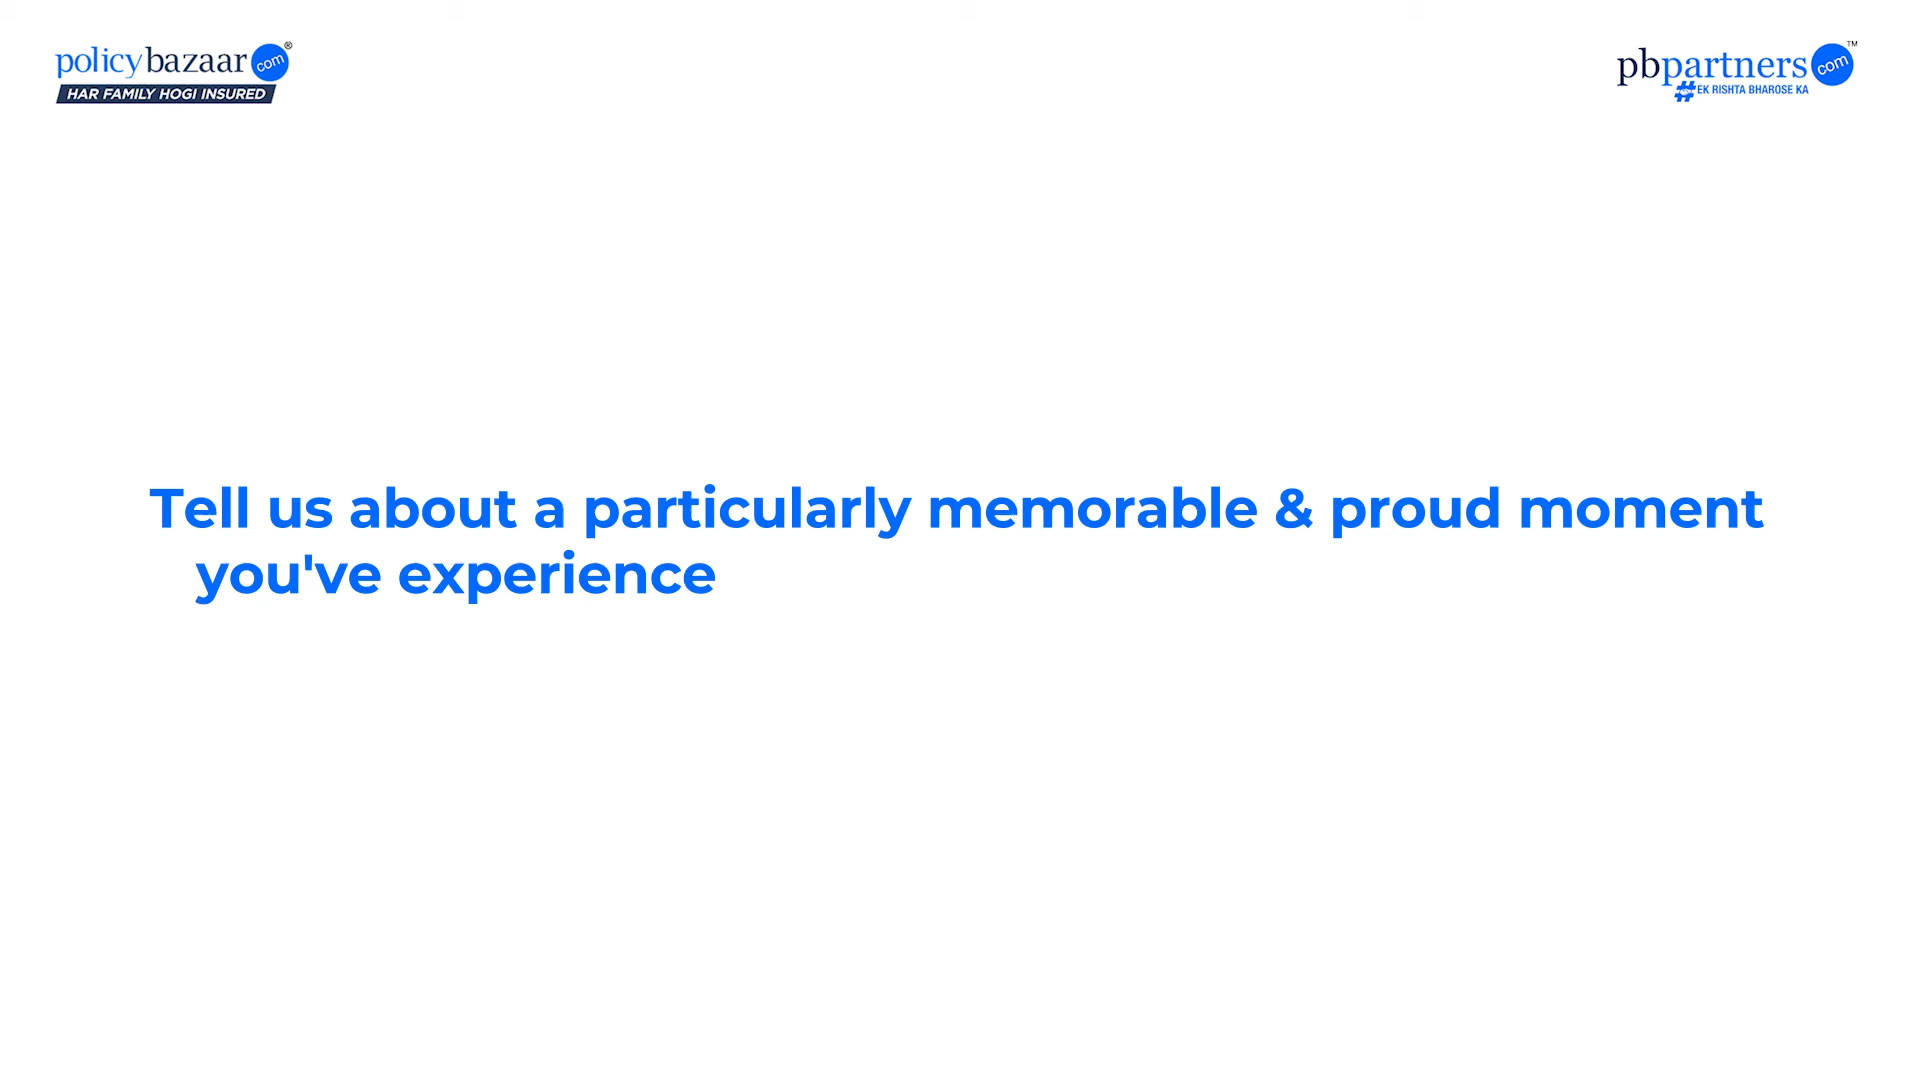 policybazaar com ®
HAR FAMILY HOGI INSURED
pbpartners com ™
#EK RISHTA BHAROSE KA
Tell us about a particularly memorable & proud moment
you've experience